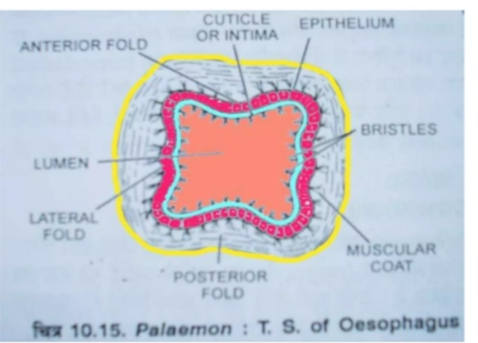 CUTICLE
OR INTIMA
EPITHELIUM
ANTERIOR FOLD
BRISTLES
LUMEN
LATERAL
FOLD
MUSCULAR
COAT
POSTERIOR
FOLD
चित्र 10.15. Palaemon : T. S. of Oesophagus